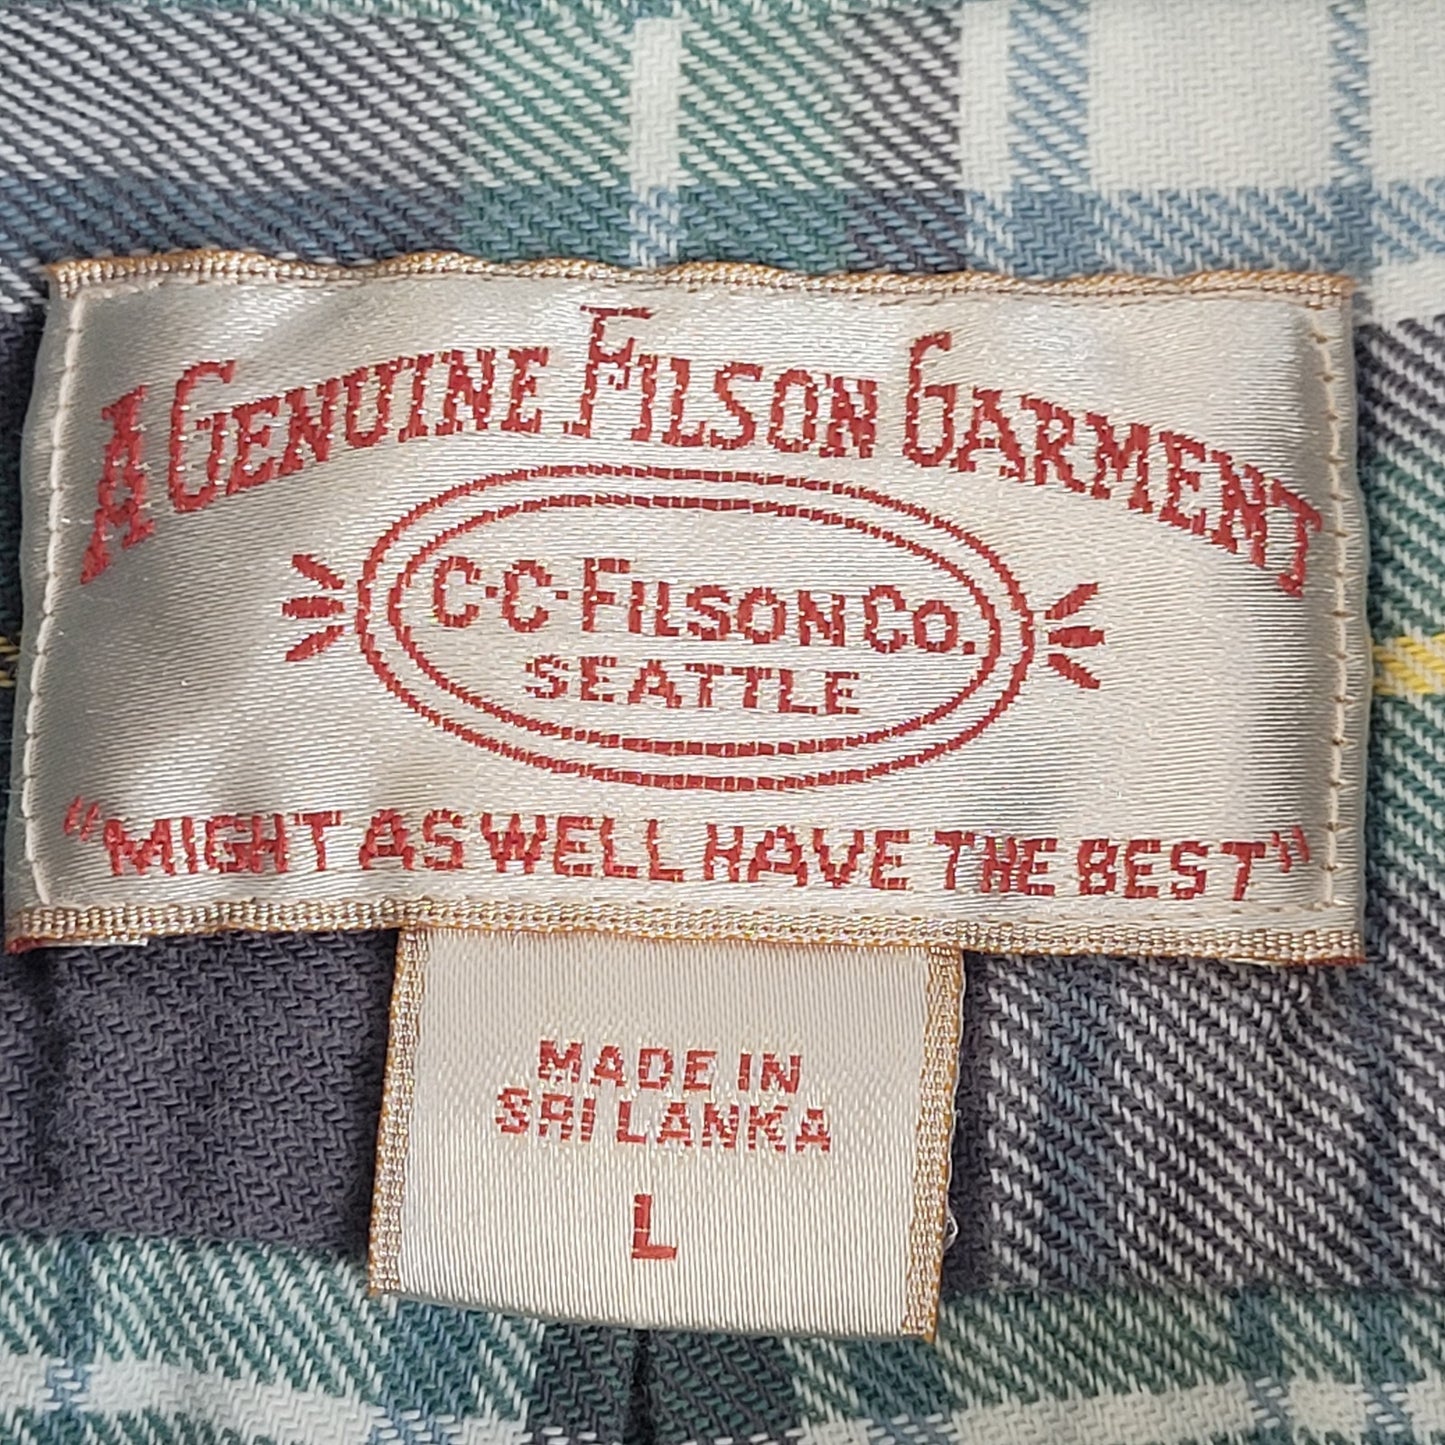 A GENUINE FILSON GARMENT
C·C·FILSON CO.
SEATTLE
"MIGHT AS WELL HAVE THE BEST"
MADE IN
SRI LANKA
L